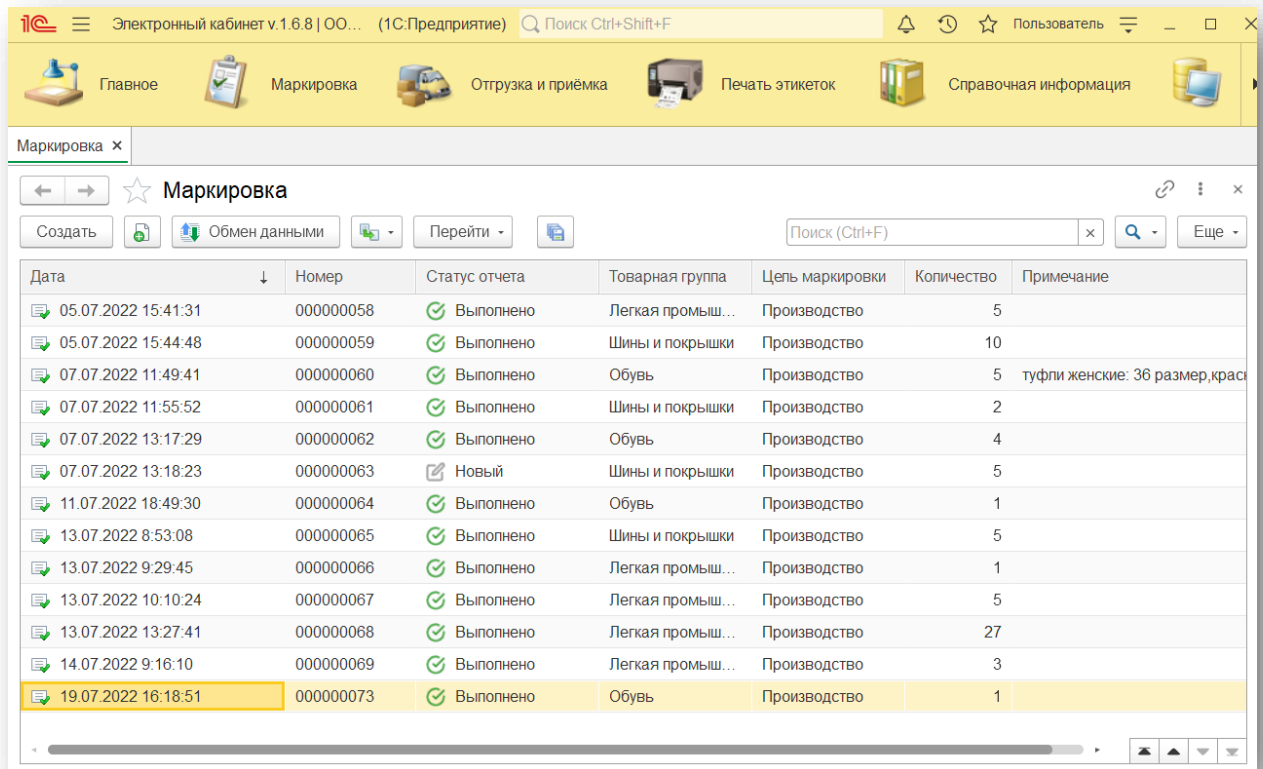 1С Электронный кабинет v.1.6.8 | ОО... (1С:Предприятие) Поиск Ctrl+Shift+F Пользователь
Главное Маркировка Отгрузка и приёмка Печать этикеток Справочная информация
Маркировка ×
Маркировка
Создать Обмен данными Перейти Поиск (Ctrl+F) × Еще
Дата ↓ Номер Статус отчета Товарная группа Цель маркировки Количество Примечание
05.07.2022 15:41:31 000000058 Выполнено Легкая промыш... Производство 5
05.07.2022 15:44:48 000000059 Выполнено Шины и покрышки Производство 10
07.07.2022 11:49:41 000000060 Выполнено Обувь Производство 5 туфли женские: 36 размер,красн
07.07.2022 11:55:52 000000061 Выполнено Шины и покрышки Производство 2
07.07.2022 13:17:29 000000062 Выполнено Обувь Производство 4
07.07.2022 13:18:23 000000063 Новый Шины и покрышки Производство 5
11.07.2022 18:49:30 000000064 Выполнено Обувь Производство 1
13.07.2022 8:53:08 000000065 Выполнено Шины и покрышки Производство 5
13.07.2022 9:29:45 000000066 Выполнено Легкая промыш... Производство 1
13.07.2022 10:10:24 000000067 Выполнено Легкая промыш... Производство 5
13.07.2022 13:27:41 000000068 Выполнено Легкая промыш... Производство 27
14.07.2022 9:16:10 000000069 Выполнено Легкая промыш... Производство 3
19.07.2022 16:18:51 000000073 Выполнено Обувь Производство 1